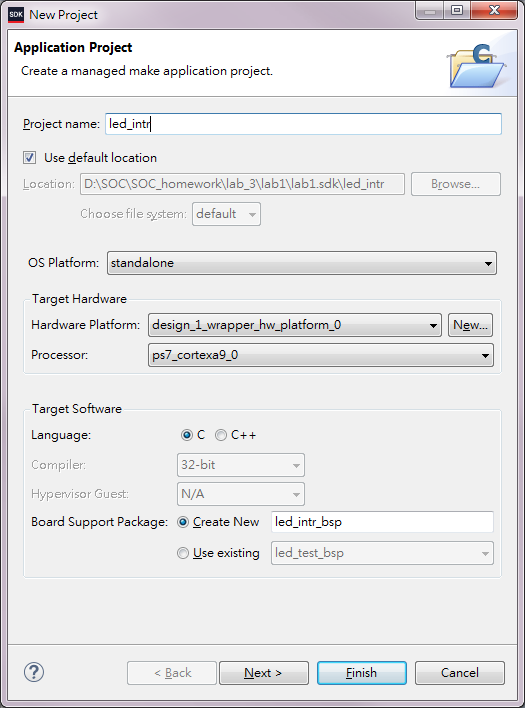 SDK New Project
Application Project
Create a managed make application project.
C
Project name: led_intr
Use default location
Location: D:\SOC\SOC_homework\lab_3\lab1\lab1.sdk\led_intr Browse...
Choose file system: default
OS Platform: standalone
Target Hardware
Hardware Platform: design_1_wrapper_hw_platform_0 New...
Processor: ps7_cortexa9_0
Target Software
Language: C C++
Compiler: 32-bit
Hypervisor Guest: N/A
Board Support Package: Create New led_intr_bsp
Use existing led_test_bsp
? < Back Next > Finish Cancel